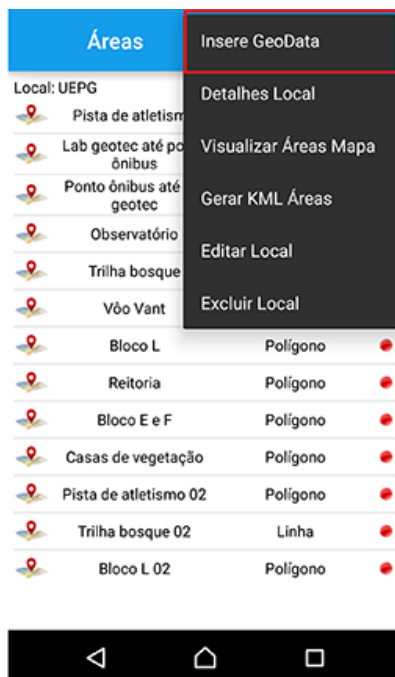 Áreas
Insere GeoData
Detalhes Local
Visualizar Áreas Mapa
Gerar KML Áreas
Editar Local
Excluir Local
Local: UEPG
Pista de atletism
Lab geotec até po
ônibus
Ponto ônibus até
geotec
Observatório
Trilha bosque
Vôo Vant
Bloco L Polígono
Reitoria Polígono
Bloco E e F Polígono
Casas de vegetação Polígono
Pista de atletismo 02 Polígono
Trilha bosque 02 Linha
Bloco L 02 Polígono